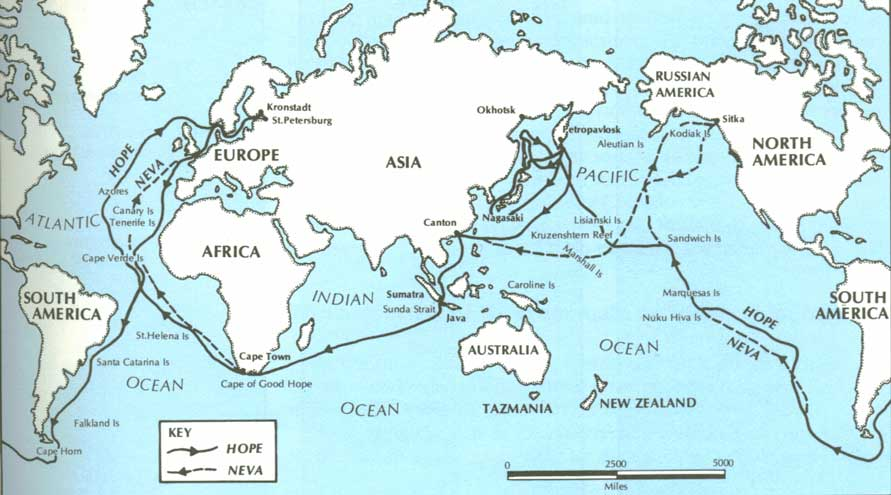 RUSSIAN
AMERICA
Kronstadt
St.Petersburg
Okhotsk
Sitka
Kodiak Is
Petropavlosk
Aleutian Is
HOPE
EUROPE
NEVA
ASIA
PACIFIC
NORTH
AMERICA
Azores
ATLANTIC
Canary Is
Tenerife Is
Nagasaki
Lisianski Is
Canton
Kruzenshtern Reef
Sandwich Is
AFRICA
Cape Verde Is
Marshall Is
Caroline Is
INDIAN
Sumatra
Sunda Strait
Java
Marquesas Is
Nuku Hiva Is
SOUTH
AMERICA
SOUTH
AMERICA
HOPE
NEVA
St.Helena Is
AUSTRALIA
OCEAN
Cape Town
Cape of Good Hope
Santa Catarina Is
OCEAN
OCEAN
TAZMANIA
NEW ZEALAND
Falkland Is
Cape Horn
KEY
HOPE
NEVA
0
2500
5000
Miles